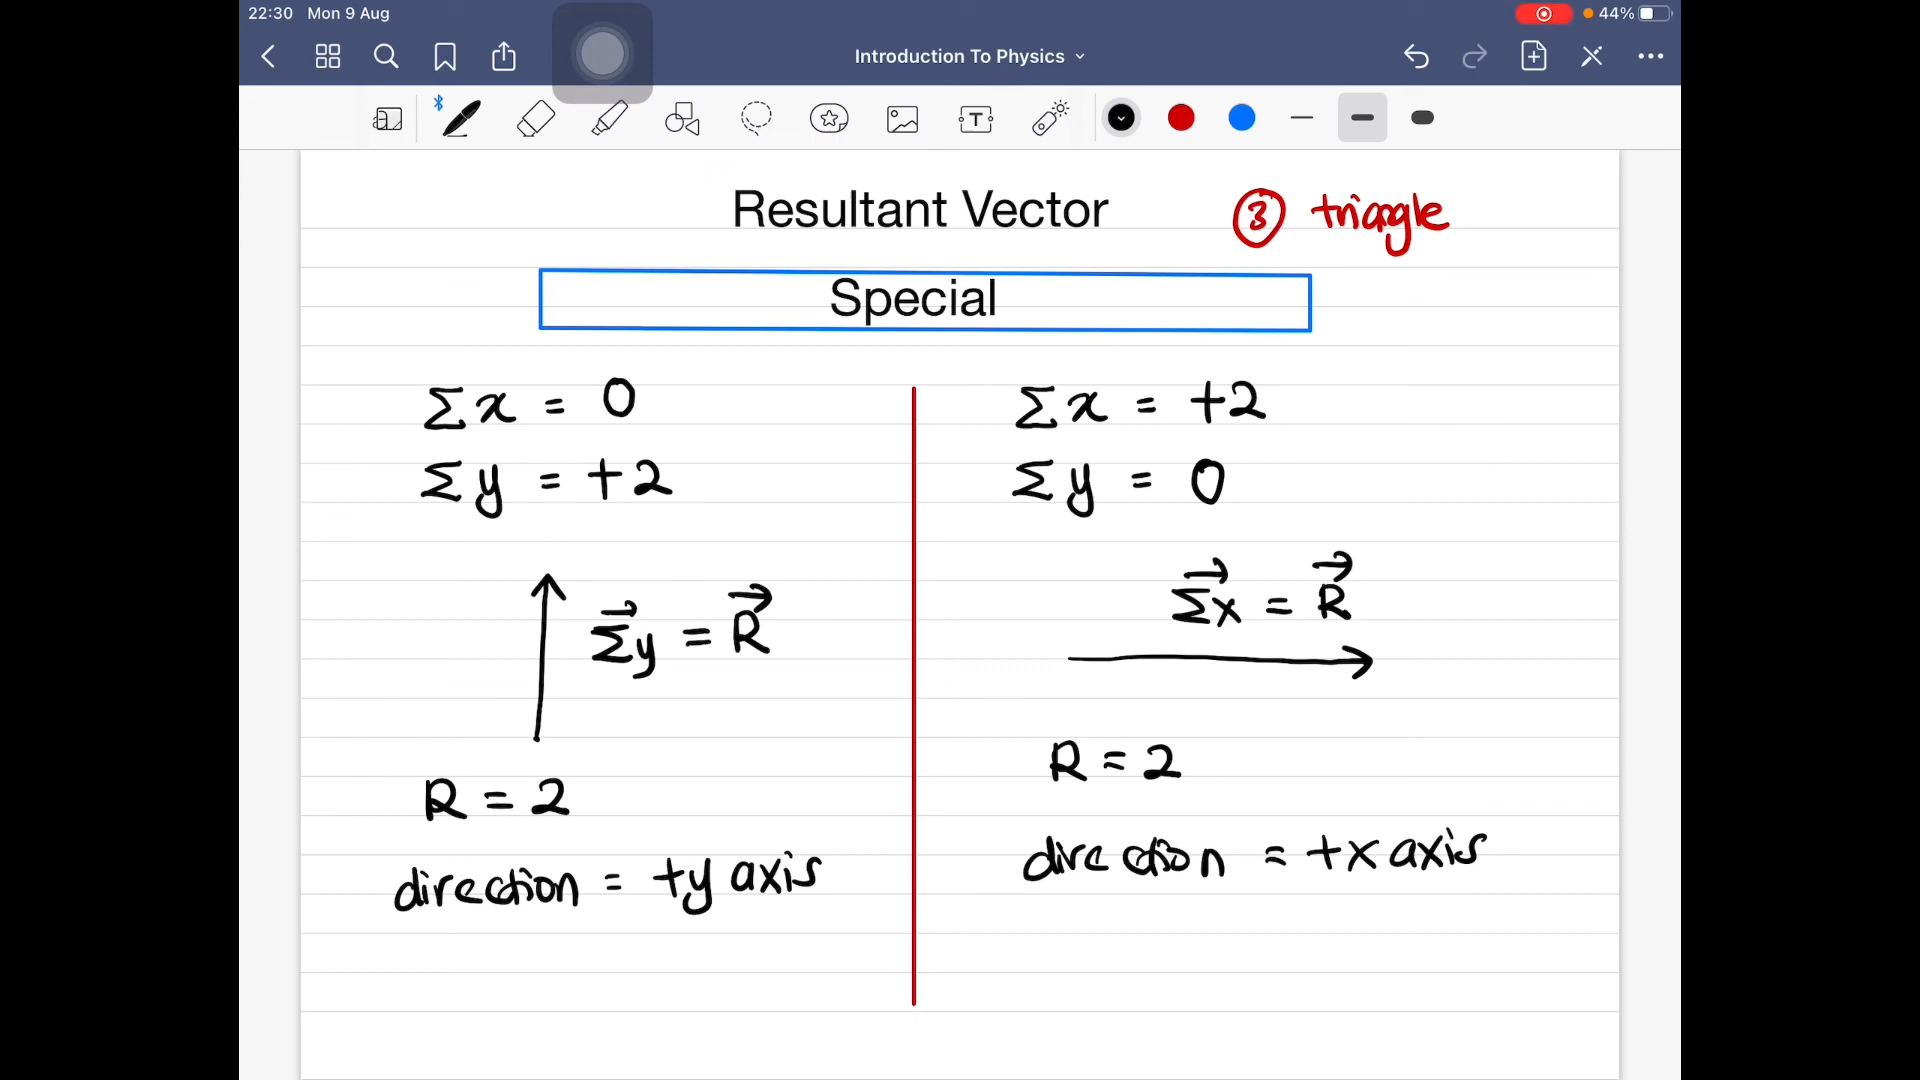 22:30 Mon 9 Aug
44%
Introduction To Physics
T
Resultant Vector
③ triangle
Special
Σx = 0
Σy = +2
Σy = R
R = 2
direction = +y axis
Σx = +2
Σy = 0
Σx = R
R = 2
direction = +x axis